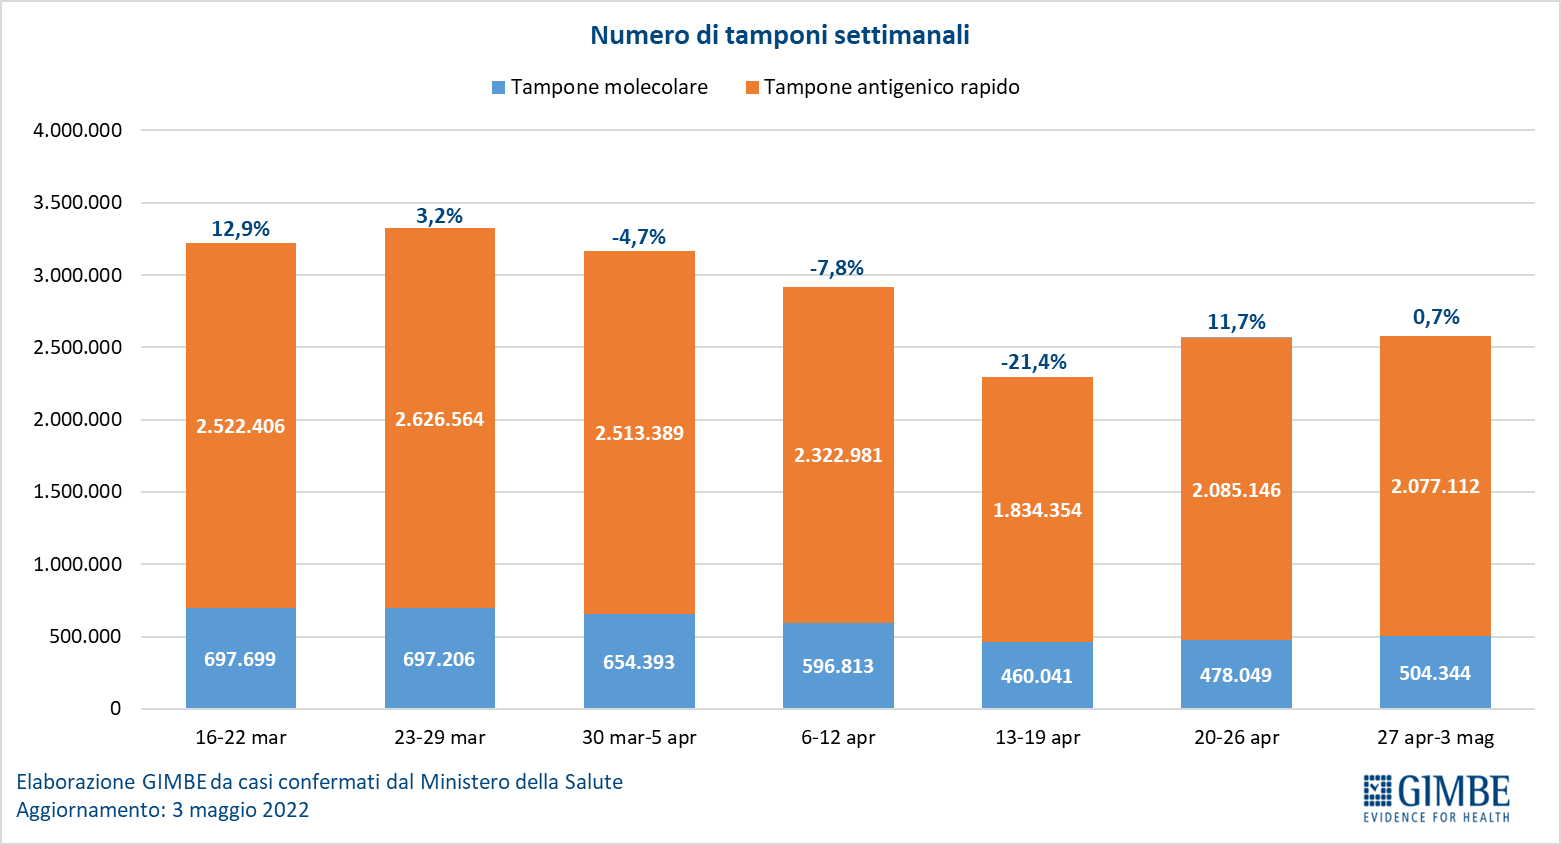 Numero di tamponi settimanali
Tampone molecolare Tampone antigenico rapido
4.000.000
3.500.000
3.000.000
2.500.000
2.000.000
1.500.000
1.000.000
500.000
0
12,9% 3,2% -4,7% -7,8% -21,4% 11,7% 0,7%
2.522.406 2.626.564 2.513.389 2.322.981 1.834.354 2.085.146 2.077.112
697.699 697.206 654.393 596.813 460.041 478.049 504.344
16-22 mar 23-29 mar 30 mar-5 apr 6-12 apr 13-19 apr 20-26 apr 27 apr-3 mag
Elaborazione GIMBE da casi confermati dal Ministero della Salute
Aggiornamento: 3 maggio 2022
GIMBE
EVIDENCE FOR HEALTH